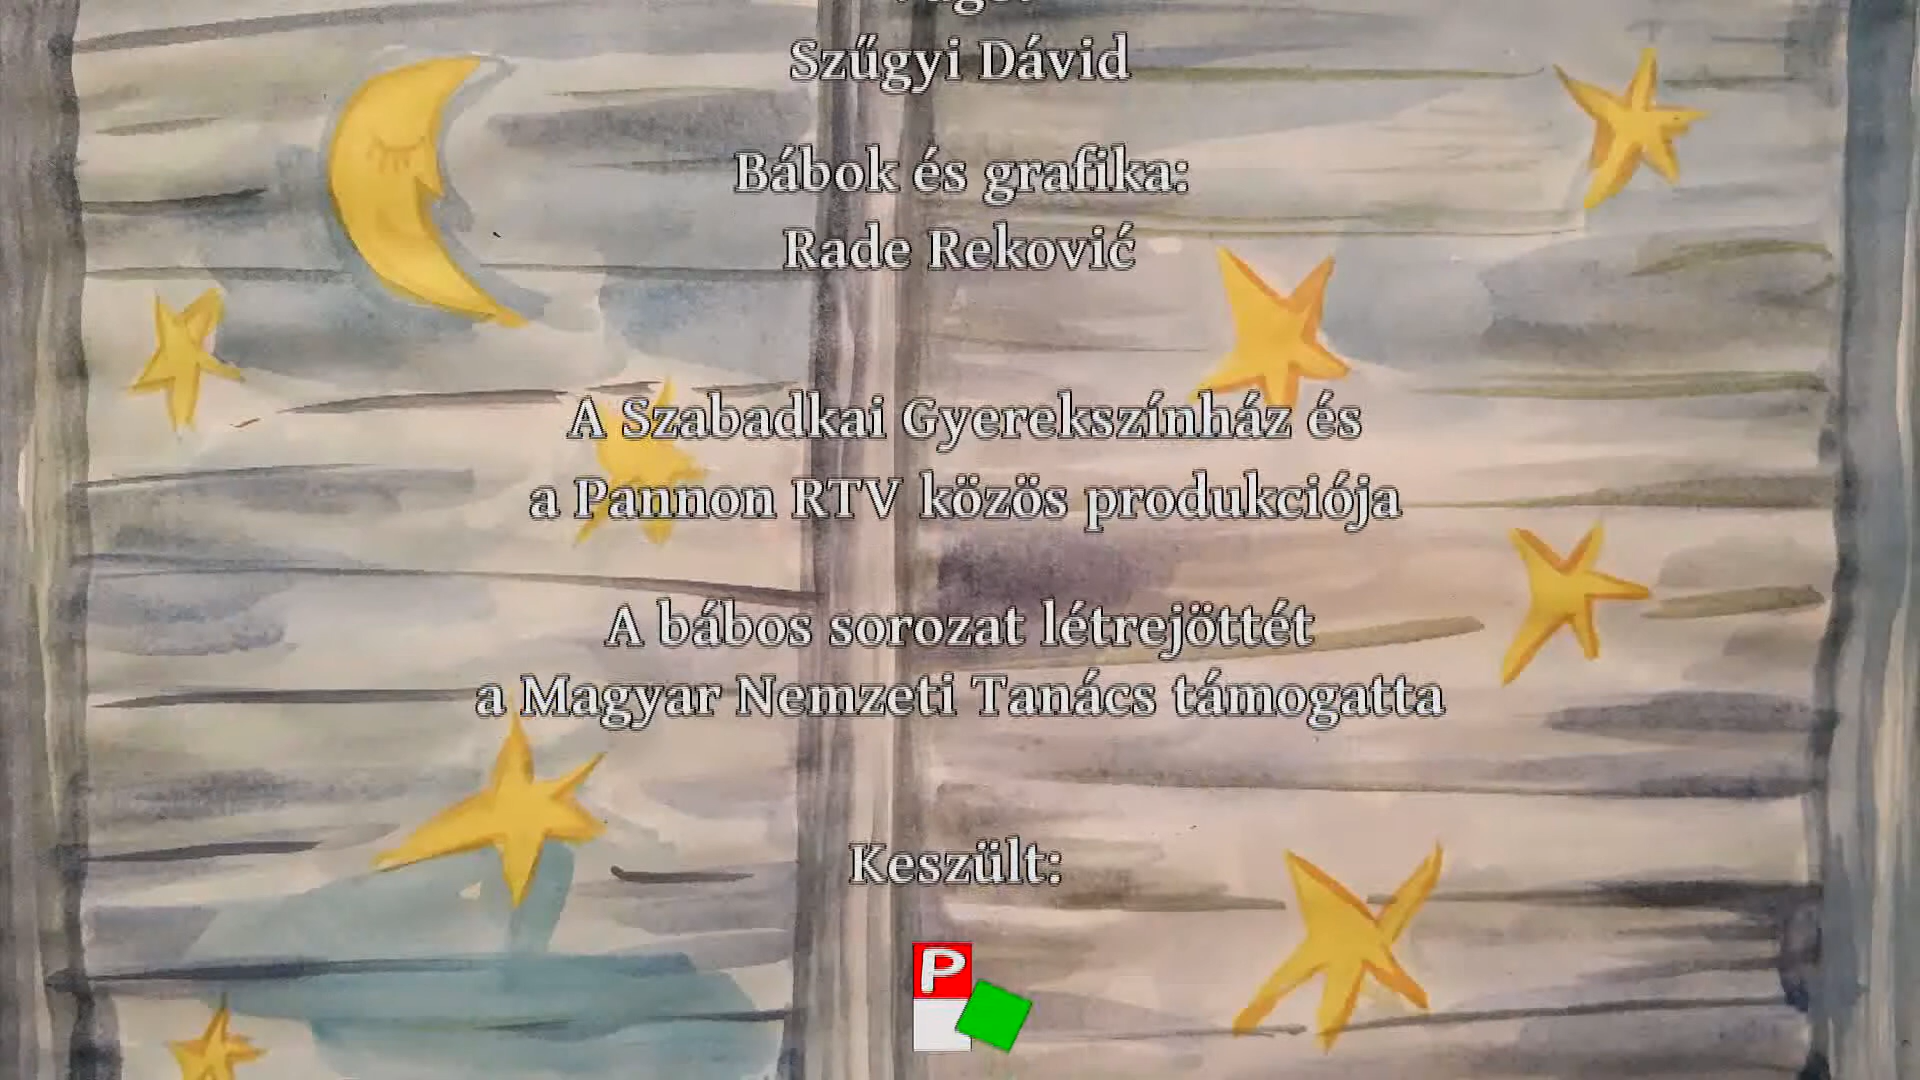 Szűgyi Dávid
Bábok és grafika:
Rade Reković
A Szabadkai Gyerekszínház és
a Pannon RTV közös produkciója
A bábos sorozat létrejöttét
a Magyar Nemzeti Tanács támogatta
Keszült:
P